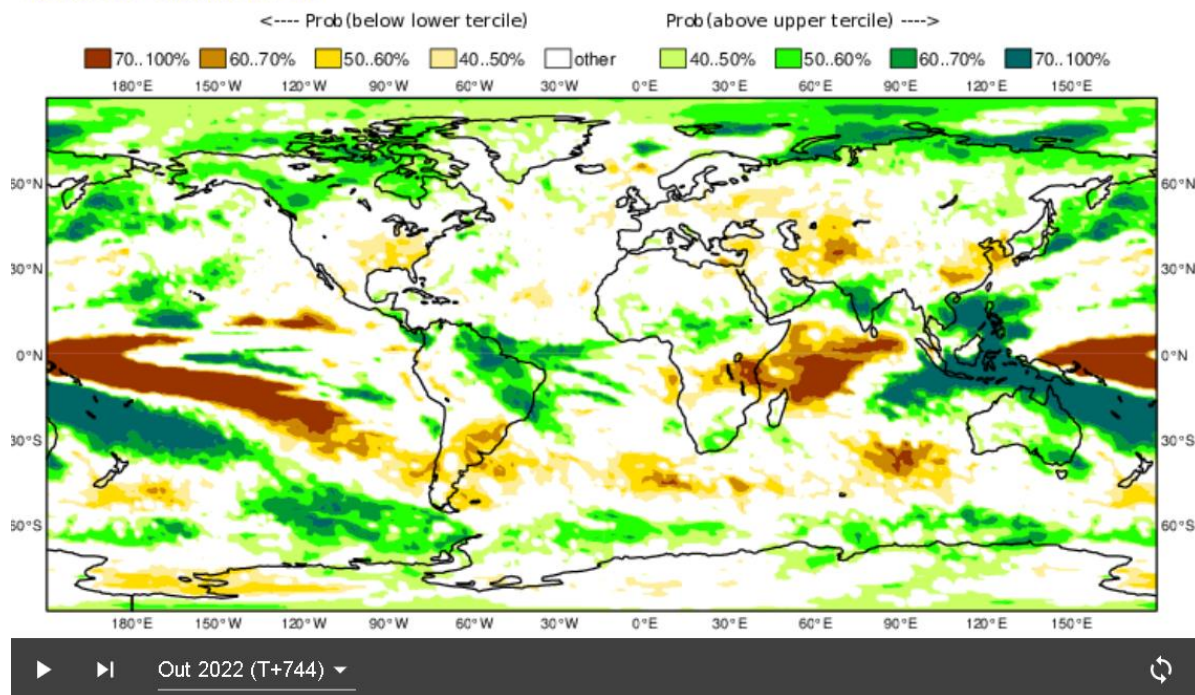 <---- Prob(below lower tercile) Prob(above upper tercile) ---->
70..100% 60..70% 50..60% 40..50% other 40..50% 50..60% 60..70% 70..100%
180°E 150°W 120°W 90°W 60°W 30°W 0°E 30°E 60°E 90°E 120°E 150°E
60°N 60°N
30°N 30°N
0°N 0°N
30°S 30°S
60°S 60°S
180°E 150°W 120°W 90°W 60°W 30°W 0°E 30°E 60°E 90°E 120°E 150°E
Out 2022 (T+744)